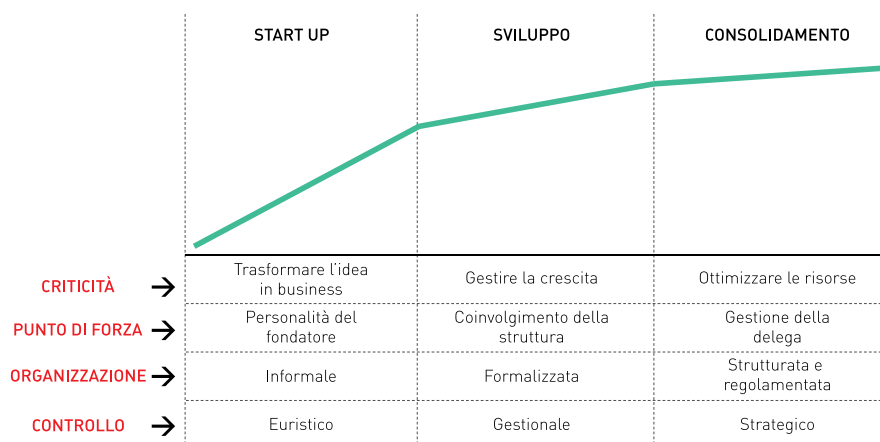 START UP
SVILUPPO
CONSOLIDAMENTO
CRITICITÀ
Trasformare l'idea
in business
Gestire la crescita
Ottimizzare le risorse
PUNTO DI FORZA
Personalità del
fondatore
Coinvolgimento della
struttura
Gestione della
delega
ORGANIZZAZIONE
Informale
Formalizzata
Strutturata e
regolamentata
CONTROLLO
Euristico
Gestionale
Strategico